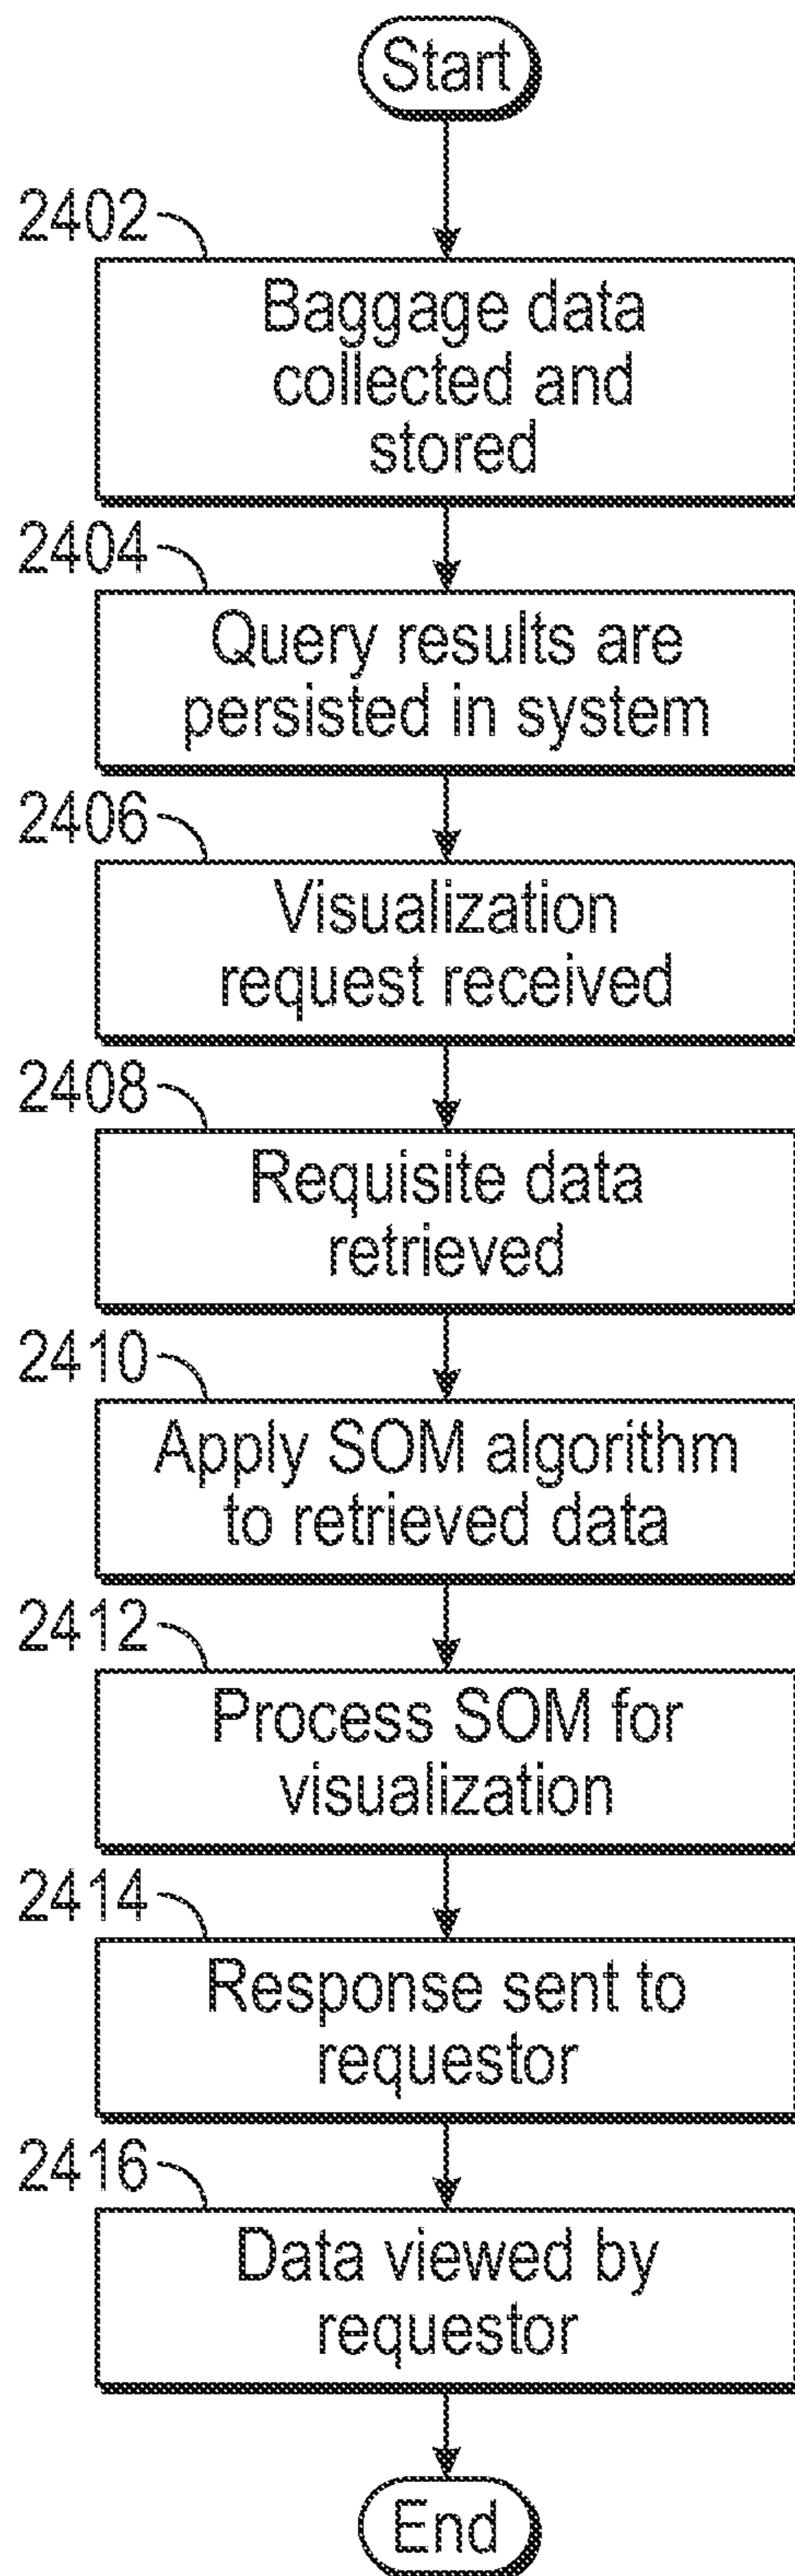 Start
2402
Baggage data
collected and
stored
2404
Query results are
persisted in system
2406
Visualization
request received
2408
Requisite data
retrieved
2410
Apply SOM algorithm
to retrieved data
2412
Process SOM for
visualization
2414
Response sent to
requestor
2416
Data viewed by
requestor
End